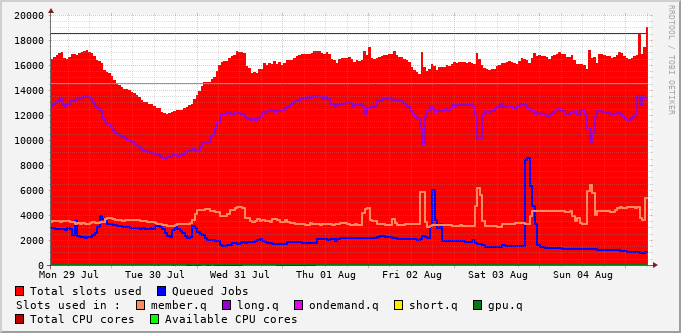 20000
18000
16000
14000
12000
10000
8000
6000
4000
2000
0
Mon 29 Jul Tue 30 Jul Wed 31 Jul Thu 01 Aug Fri 02 Aug Sat 03 Aug Sun 04 Aug
Total slots used Queued Jobs
Slots used in : member.q long.q ondemand.q short.q gpu.q
Total CPU cores Available CPU cores
RRDTOOL / TOBI OETIKER